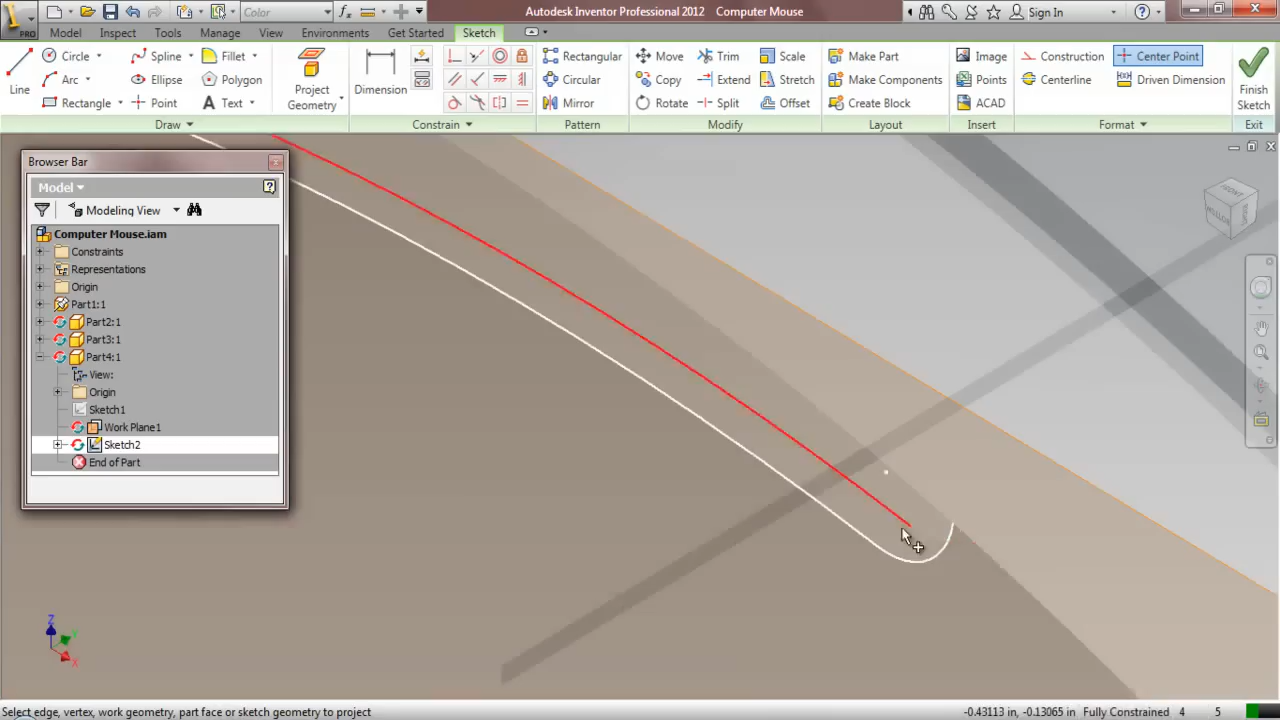 Color
Autodesk Inventor Professional 2012 Computer Mouse
Sign In
PRO
Model Inspect Tools Manage View Environments Get Started Sketch
Line
Circle
Arc
Rectangle
Spline
Ellipse
Point
Fillet
Polygon
Text
Project
Geometry
Dimension
Rectangular
Circular
Mirror
Move
Copy
Rotate
Trim
Extend
Split
Scale
Stretch
Offset
Make Part
Make Components
Create Block
Image
Points
ACAD
Construction
Centerline
Center Point
Driven Dimension
Finish
Sketch
Draw Constrain Pattern Modify Layout Insert Format Exit
Browser Bar
Model
Modeling View
Computer Mouse.iam
Constraints
Representations
Origin
Part1:1
Part2:1
Part3:1
Part4:1
View:
Origin
Sketch1
Work Plane1
Sketch2
End of Part
FRONT
Z
Y
X
Select edge, vertex, work geometry, part face or sketch geometry to project
-0.43113 in, -0.13065 in Fully Constrained 4 5